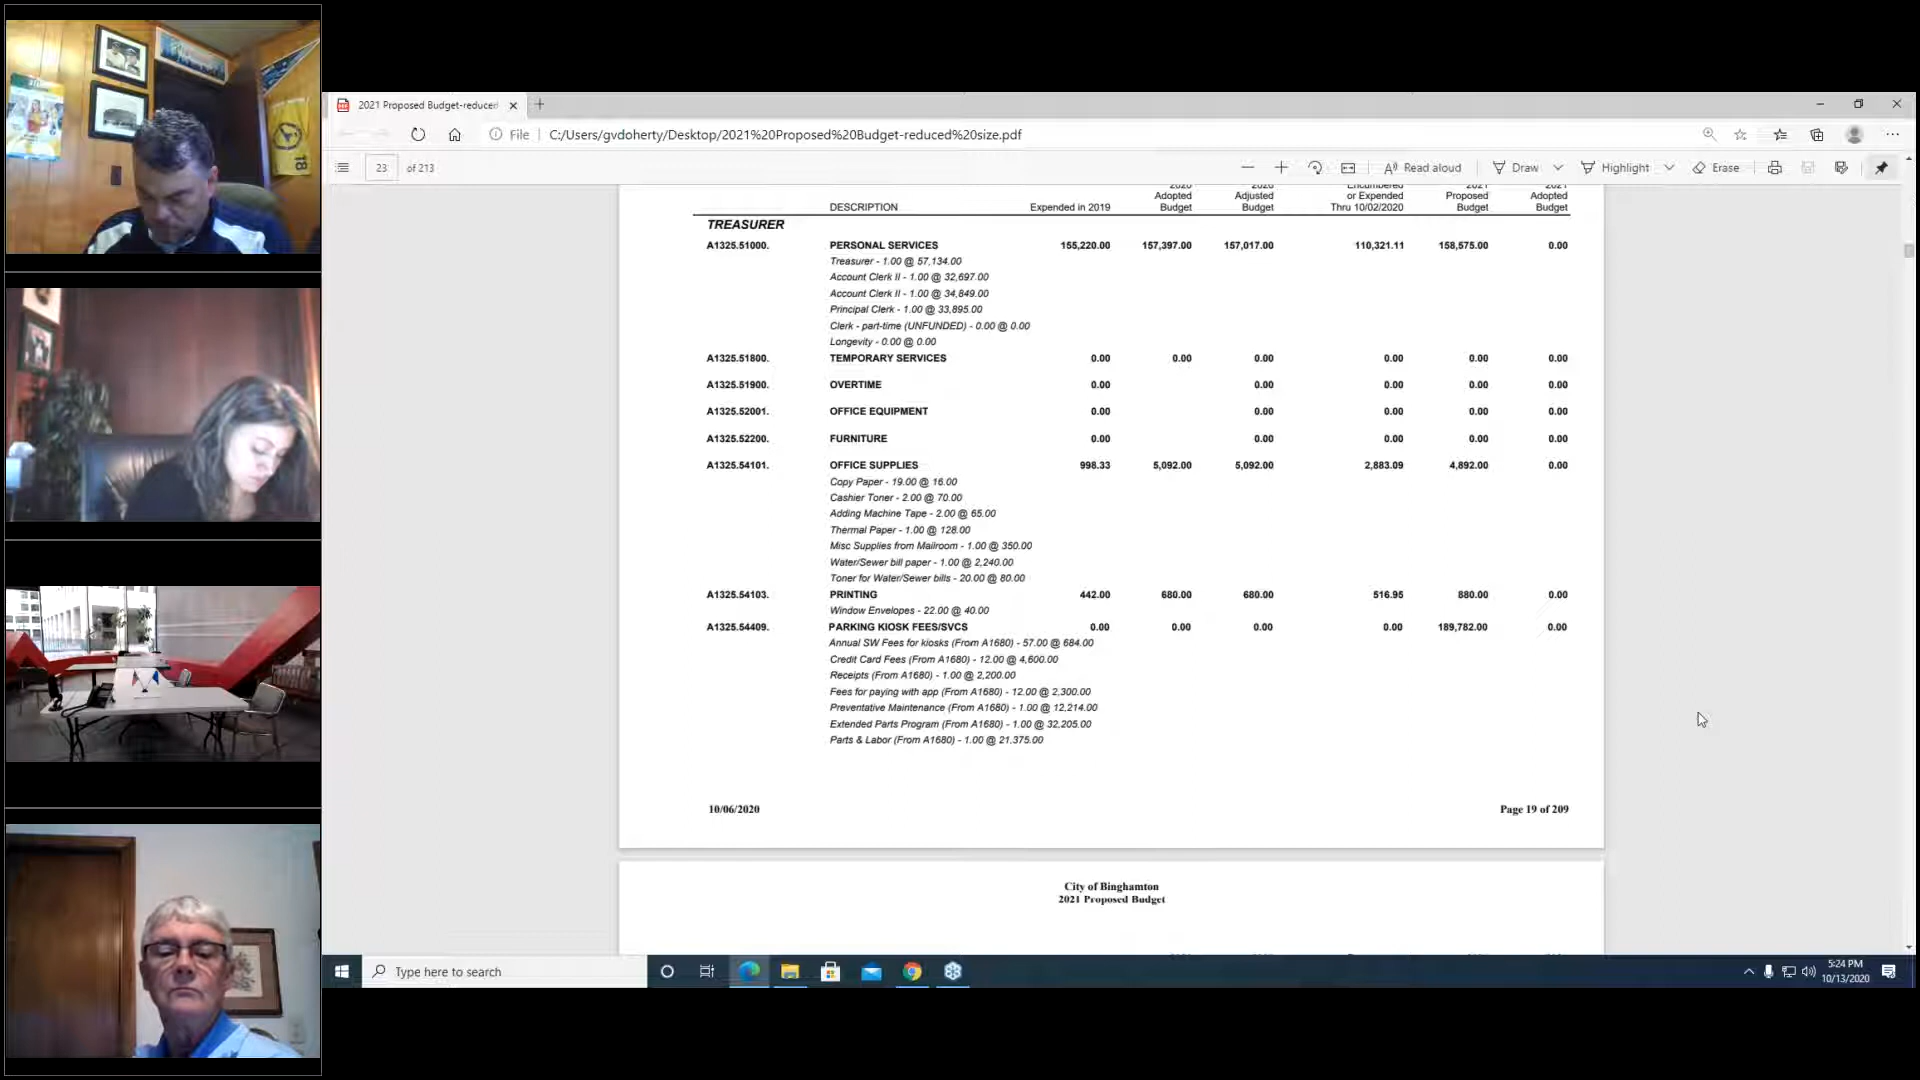 2021 Proposed Budget-reduced
File C:/Users/gvdoherty/Desktop/2021%20Proposed%20Budget-reduced%20size.pdf
23 of 213 Read aloud Draw Highlight Erase
2020 2020 Encumbered 2021 2021
Adopted Adjusted or Expended Proposed Adopted
DESCRIPTION Expended in 2019 Budget Budget Thru 10/02/2020 Budget Budget
TREASURER
A1325.51000. PERSONAL SERVICES 155,220.00 157,397.00 157,017.00 110,321.11 158,575.00 0.00
Treasurer - 1.00 @ 57,134.00
Account Clerk II - 1.00 @ 32,697.00
Account Clerk II - 1.00 @ 34,849.00
Principal Clerk - 1.00 @ 33,895.00
Clerk - part-time (UNFUNDED) - 0.00 @ 0.00
Longevity - 0.00 @ 0.00
A1325.51800. TEMPORARY SERVICES 0.00 0.00 0.00 0.00 0.00 0.00
A1325.51900. OVERTIME 0.00 0.00 0.00 0.00 0.00
A1325.52001. OFFICE EQUIPMENT 0.00 0.00 0.00 0.00 0.00
A1325.52200. FURNITURE 0.00 0.00 0.00 0.00 0.00
A1325.54101. OFFICE SUPPLIES 998.33 5,092.00 5,092.00 2,883.09 4,892.00 0.00
Copy Paper - 19.00 @ 16.00
Cashier Toner - 2.00 @ 70.00
Adding Machine Tape - 2.00 @ 65.00
Thermal Paper - 1.00 @ 128.00
Misc Supplies from Mailroom - 1.00 @ 350.00
Water/Sewer bill paper - 1.00 @ 2,240.00
Toner for Water/Sewer bills - 20.00 @ 80.00
A1325.54103. PRINTING 442.00 680.00 680.00 516.95 880.00 0.00
Window Envelopes - 22.00 @ 40.00
A1325.54409. PARKING KIOSK FEES/SVCS 0.00 0.00 0.00 0.00 189,782.00 0.00
Annual SW Fees for kiosks (From A1680) - 57.00 @ 684.00
Credit Card Fees (From A1680) - 12.00 @ 4,600.00
Receipts (From A1680) - 1.00 @ 2,200.00
Fees for paying with app (From A1680) - 12.00 @ 2,300.00
Preventative Maintenance (From A1680) - 1.00 @ 12,214.00
Extended Parts Program (From A1680) - 1.00 @ 32,205.00
Parts & Labor (From A1680) - 1.00 @ 21,375.00
10/06/2020 Page 19 of 209
City of Binghamton
2021 Proposed Budget
Type here to search
5:24 PM
10/13/2020
18